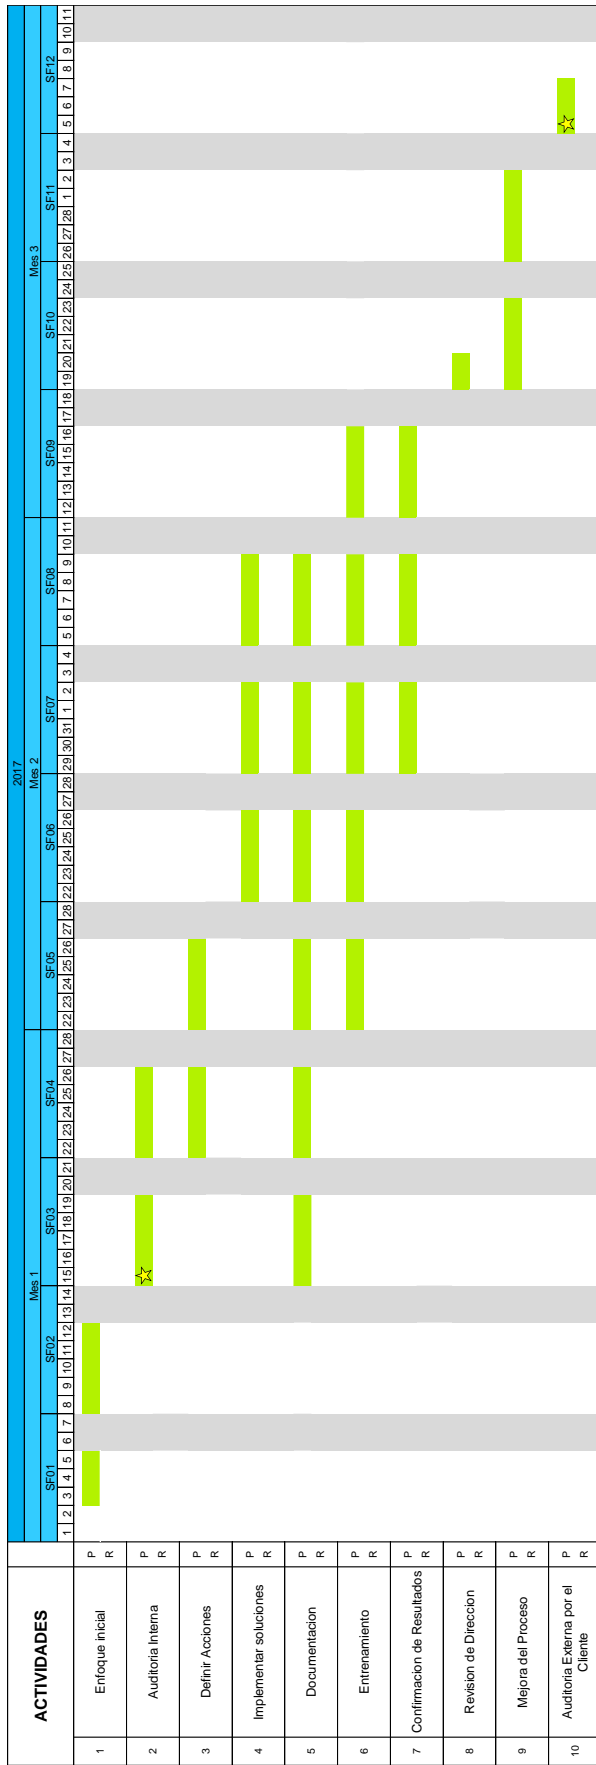 ACTIVIDADES
2017
Mes 1 Mes 2 Mes 3
SF01 SF02 SF03 SF04 SF05 SF06 SF07 SF08 SF09 SF10 SF11 SF12
1 2 3 4 5 6 7 8 9 10 11 12 13 14 15 16 17 18 19 20 21 22 23 24 25 26 27 28 22 23 24 25 26 27 28 22 23 24 25 26 27 28 29 30 31 1 2 3 4 5 6 7 8 9 10 11 12 13 14 15 16 17 18 19 20 21 22 23 24 25 26 27 28 1 2 3 4 5 6 7 8 9 10 11
1 Enfoque inicial P
R
2 Auditoria Interna P
R
3 Definir Acciones P
R
4 Implementar soluciones P
R
5 Documentacion P
R
6 Entrenamiento P
R
7 Confirmacion de Resultados P
R
8 Revision de Direccion P
R
9 Mejora del Proceso P
R
10 Auditoria Externa por el P
Cliente R